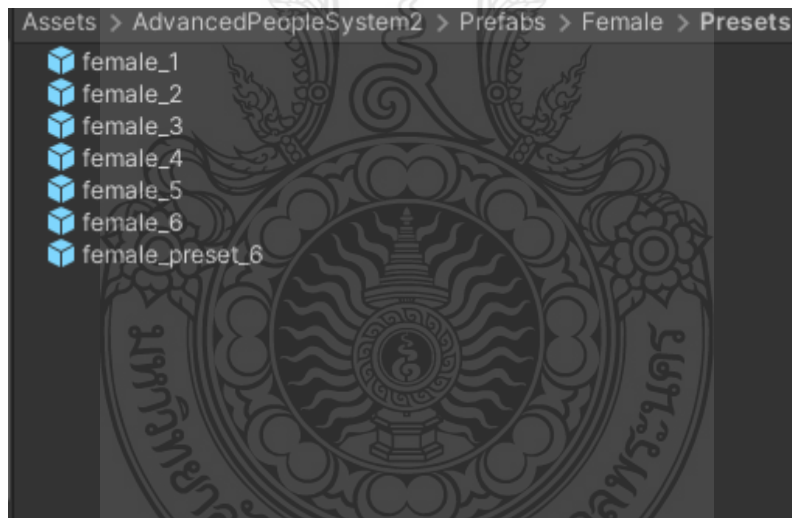 Assets > AdvancedPeopleSystem2 > Prefabs > Female > Presets
female_1
female_2
female_3
female_4
female_5
female_6
female_preset_6